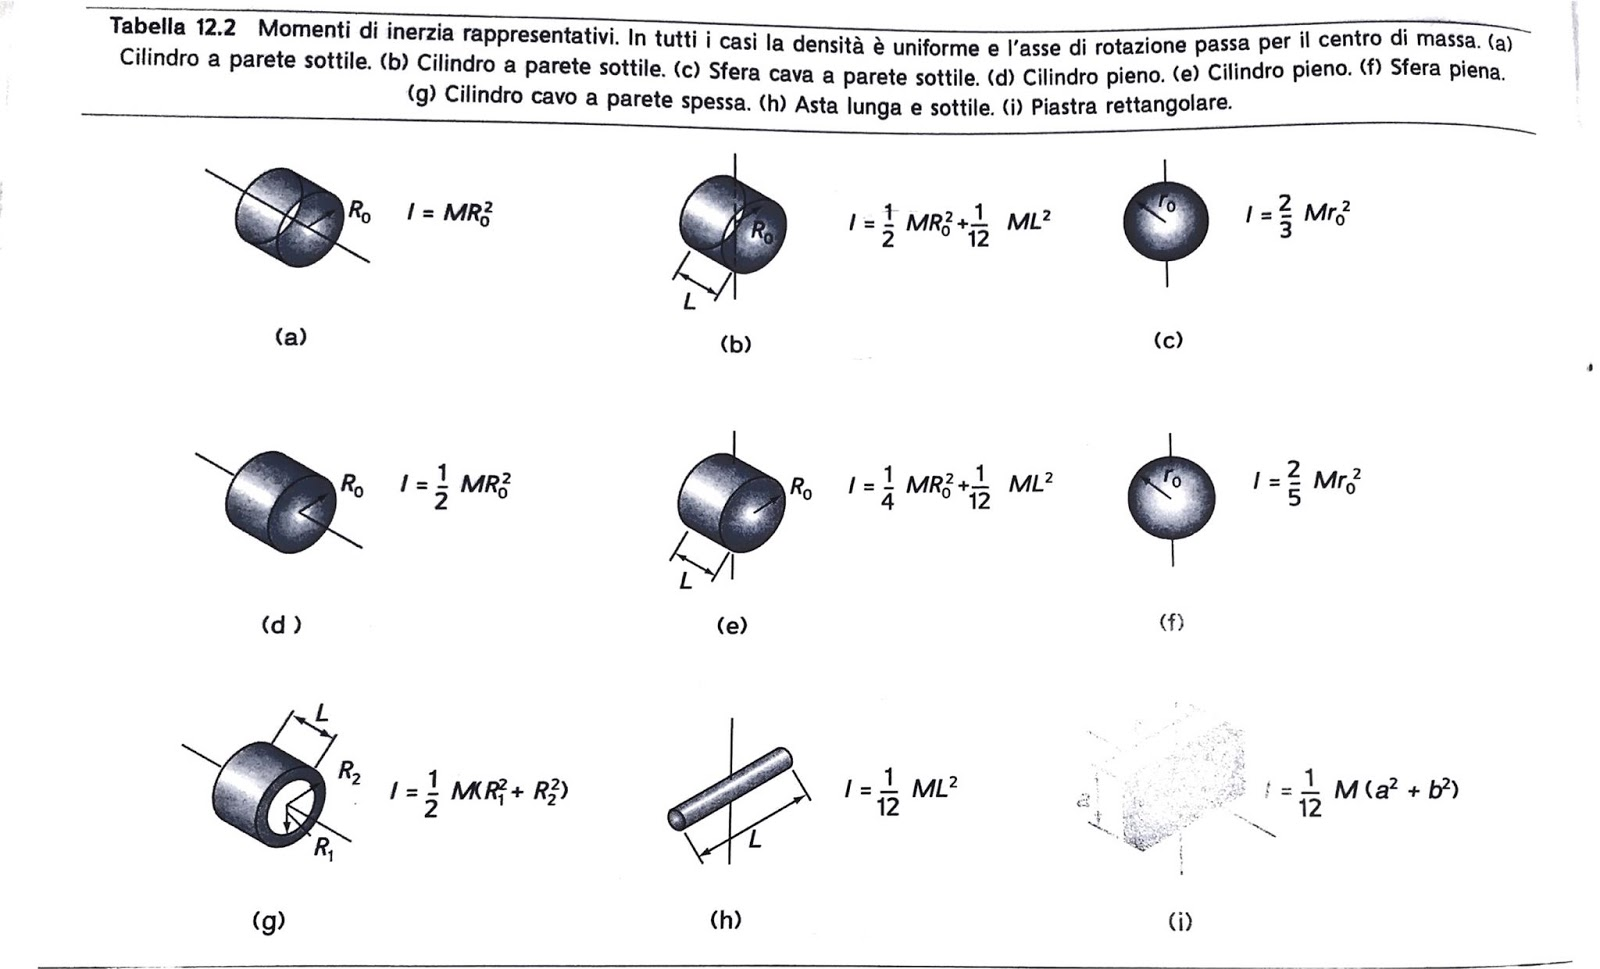 Tabella 12.2 Momenti di inerzia rappresentativi. In tutti i casi la densità è uniforme e l'asse di rotazione passa per il centro di massa. (a)
Cilindro a parete sottile. (b) Cilindro a parete sottile. (c) Sfera cava a parete sottile. (d) Cilindro pieno. (e) Cilindro pieno. (f) Sfera piena.
(g) Cilindro cavo a parete spessa. (h) Asta lunga e sottile. (i) Piastra rettangolare.
R₀ I = MR₀²
R₀ L I = 1/2 MR₀² + 1/12 ML²
r₀ I = 2/3 Mr₀²
(a)
(b)
(c)
R₀ I = 1/2 MR₀²
R₀ L I = 1/4 MR₀² + 1/12 ML²
r₀ I = 2/5 Mr₀²
(d )
(e)
(f)
L R₂ R₁ I = 1/2 M(R₁² + R₂²)
L I = 1/12 ML²
a I = 1/12 M (a² + b²)
(g)
(h)
(i)